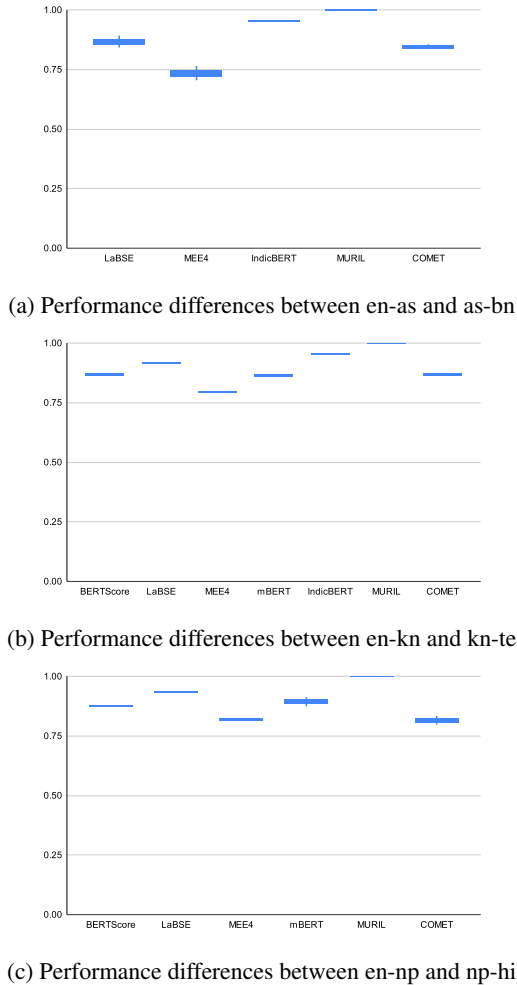 1.00
0.75
0.50
0.25
0.00
LaBSE MEE4 IndicBERT MURIL COMET
(a) Performance differences between en-as and as-bn
1.00
0.75
0.50
0.25
0.00
BERTScore LaBSE MEE4 mBERT IndicBERT MURIL COMET
(b) Performance differences between en-kn and kn-te
1.00
0.75
0.50
0.25
0.00
BERTScore LaBSE MEE4 mBERT MURIL COMET
(c) Performance differences between en-np and np-hi